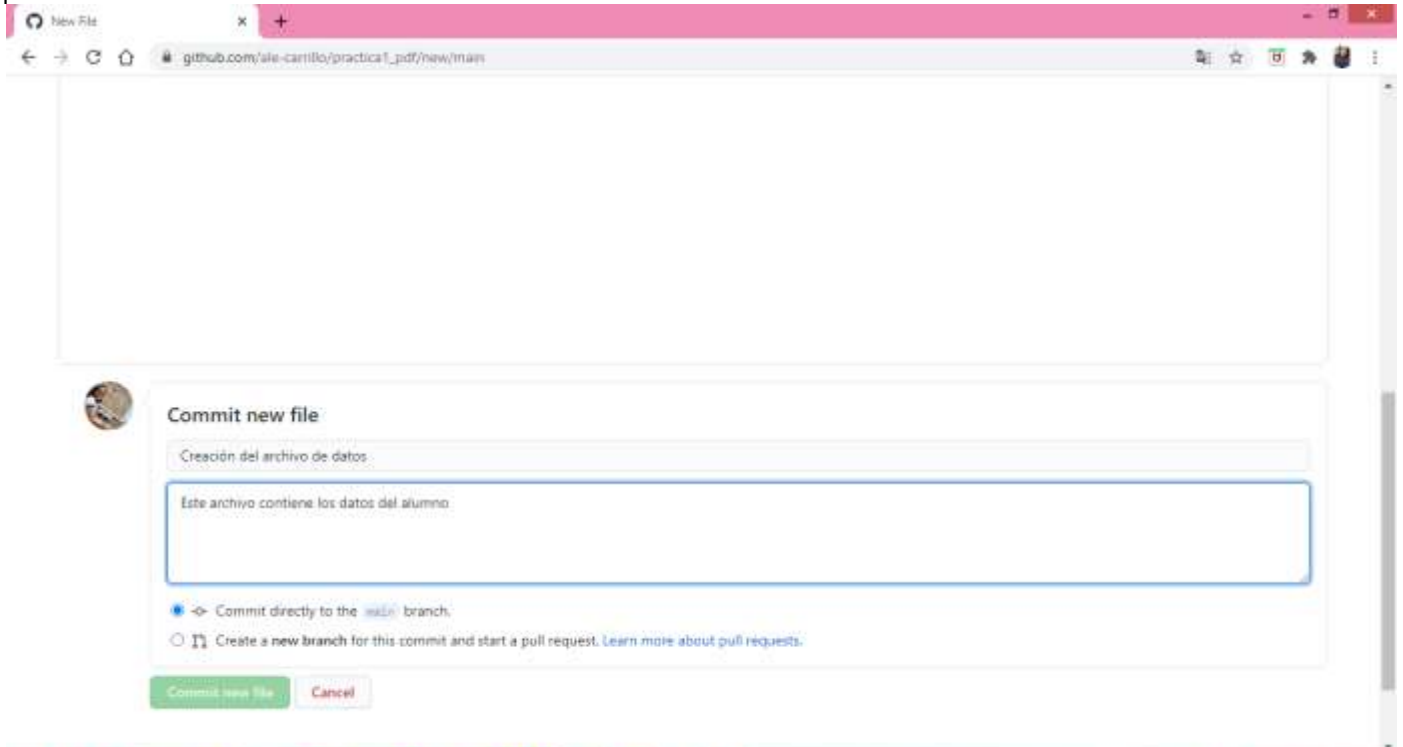 New File
github.com/ale-carrillo/practica1_pdf/new/main
Commit new file
Creación del archivo de datos
Este archivo contiene los datos del alumno
Commit directly to the main branch.
Create a new branch for this commit and start a pull request. Learn more about pull requests.
Commit new file Cancel